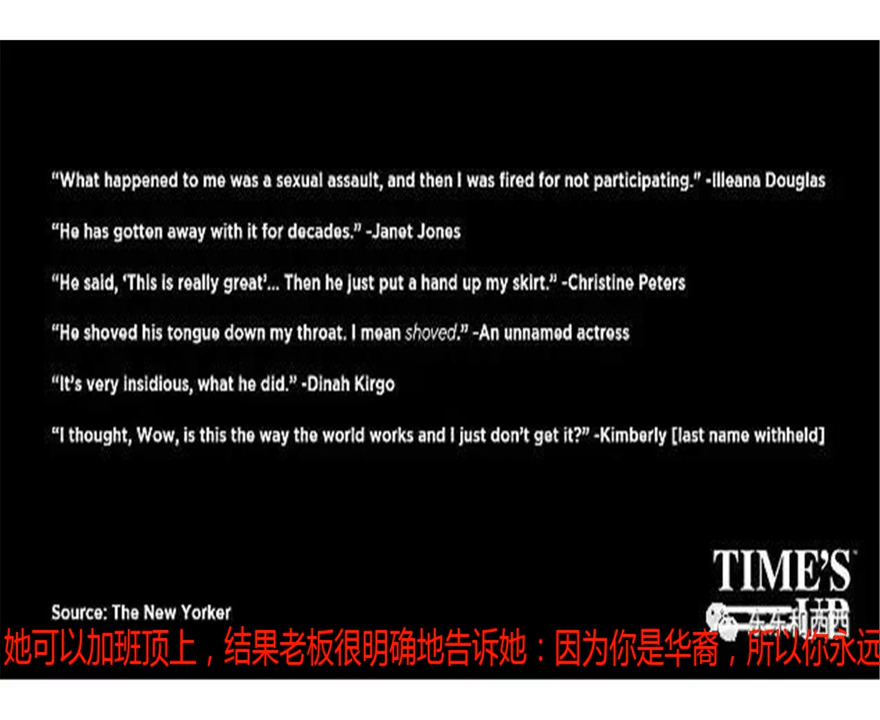 “What happened to me was a sexual assault, and then I was fired for not participating.” -Illeana Douglas
“He has gotten away with it for decades.” -Janet Jones
“He said, ‘This is really great’... Then he just put a hand up my skirt.” -Christine Peters
“He shoved his tongue down my throat. I mean shoved.” -An unnamed actress
“It’s very insidious, what he did.” -Dinah Kirgo
“I thought, Wow, is this the way the world works and I just don’t get it?” -Kimberly [last name withheld]
TIME’S
UP
东东和西西
Source: The New Yorker
她可以加班顶上，结果老板很明确地告诉她：因为你是华裔，所以你永远